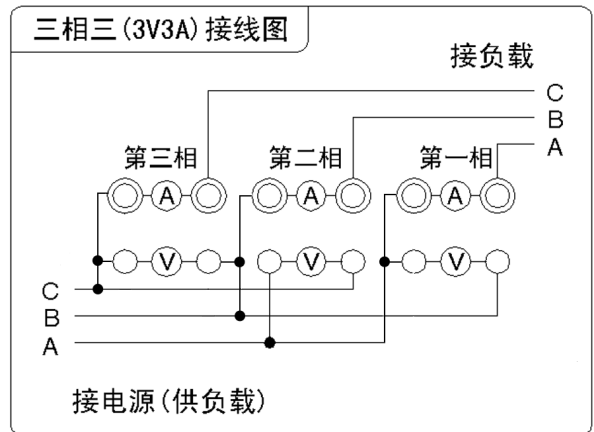 三相三(3V3A)接线图
接负载
C
B
A
第三相 第二相 第一相
A A A
V V V
C
B
A
接电源(供负载)